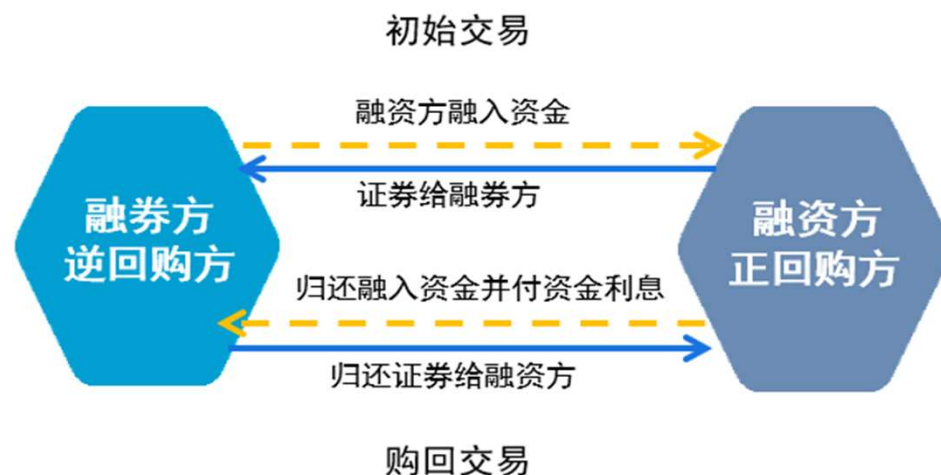 初始交易
融资方融入资金
证券给融券方
融券方
逆回购方
融资方
正回购方
归还融入资金并付资金利息
归还证券给融资方
购回交易